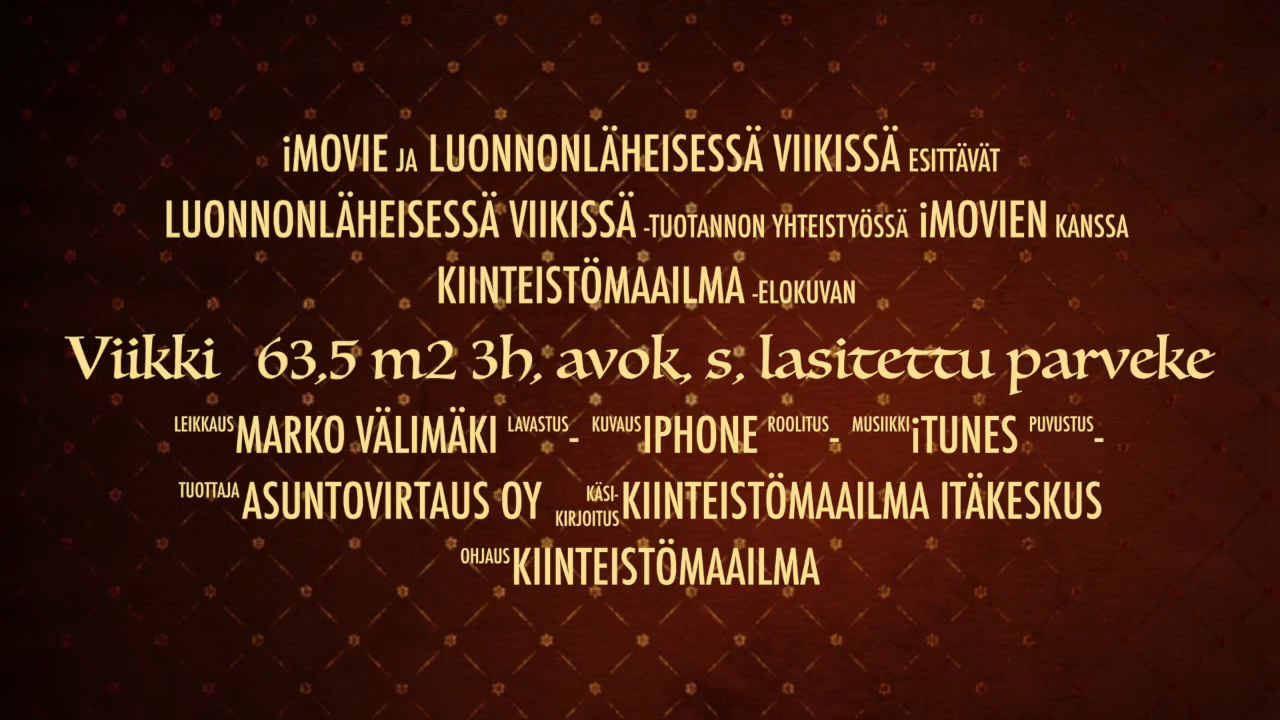 iMOVIE JA LUONNONLÄHEISESSÄ VIIKISSÄ ESITTÄVÄT
LUONNONLÄHEISESSÄ VIIKISSÄ -TUOTANNON YHTEISTYÖSSÄ iMOVIEN KANSSA
KIINTEISTÖMAAILMA -ELOKUVAN
Viikki 63,5 m2 3h, avok, s, lasitettu parveke
LEIKKAUS MARKO VÄLIMÄKI LAVASTUS - KUVAUS IPHONE ROOLITUS - MUSIIKKI iTUNES PUVUSTUS -
TUOTTAJA ASUNTOVIRTAUS OY KÄSI-KIRJOITUS KIINTEISTÖMAAILMA ITÄKESKUS
OHJAUS KIINTEISTÖMAAILMA